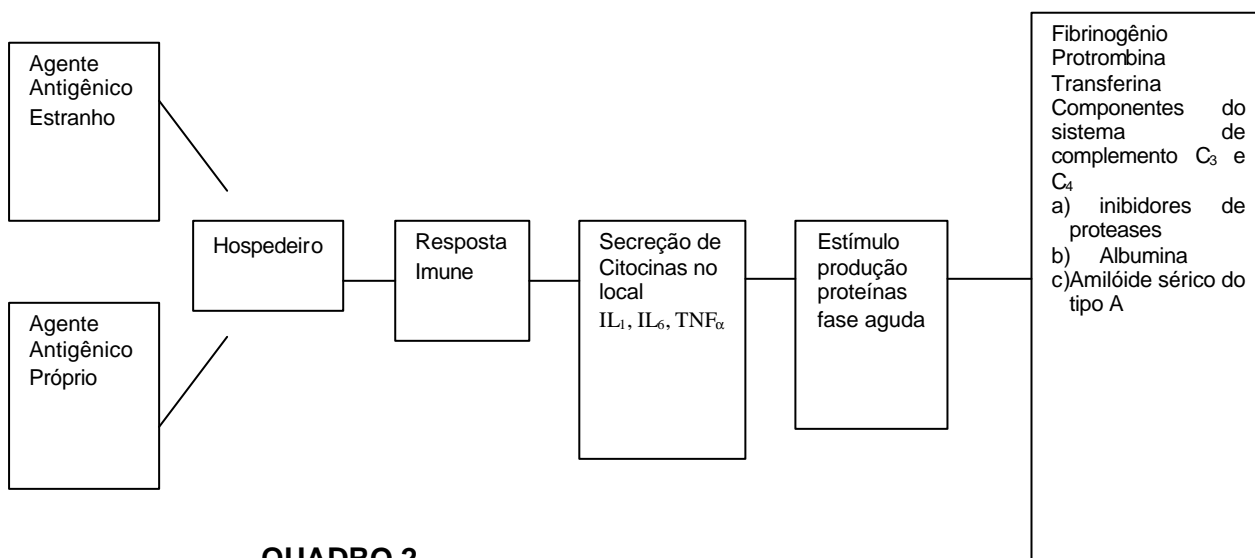 Agente
Antigênico
Estranho
Agente
Antigênico
Próprio
Hospedeiro
Resposta
Imune
Secreção de
Citocinas no
local
IL₁, IL₆, TNFα
Estímulo
produção
proteínas
fase aguda
Fibrinogênio
Protrombina
Transferina
Componentes do
sistema de
complemento C₃ e
C₄
a) inibidores de
proteases
b) Albumina
c)Amilóide sérico do
tipo A
QUADRO 2